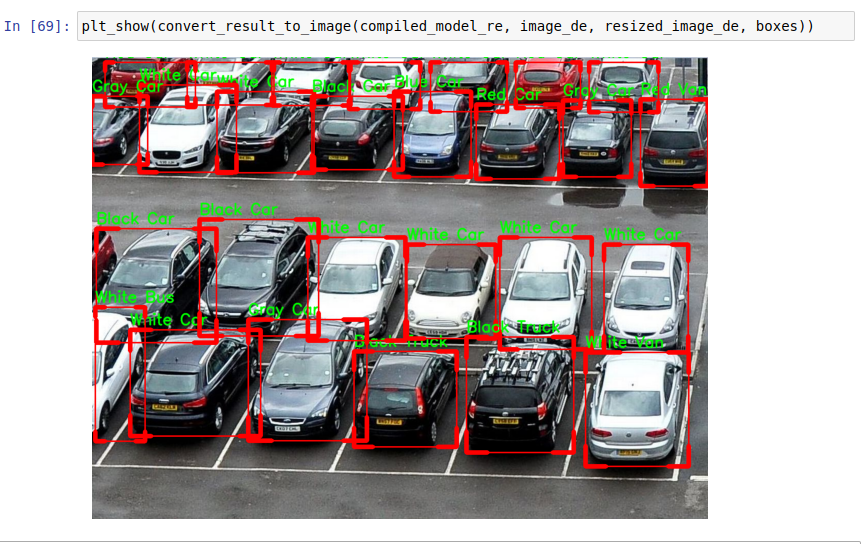 In [69]: plt_show(convert_result_to_image(compiled_model_re, image_de, resized_image_de, boxes))
White Car White Car Black Car Blue Car
Gray Car Red Car Gray Car Red Van
Black Car Black Car White Car White Car White Car White Car
White Bus
White Car Gray Car Black Truck Black Truck White Van